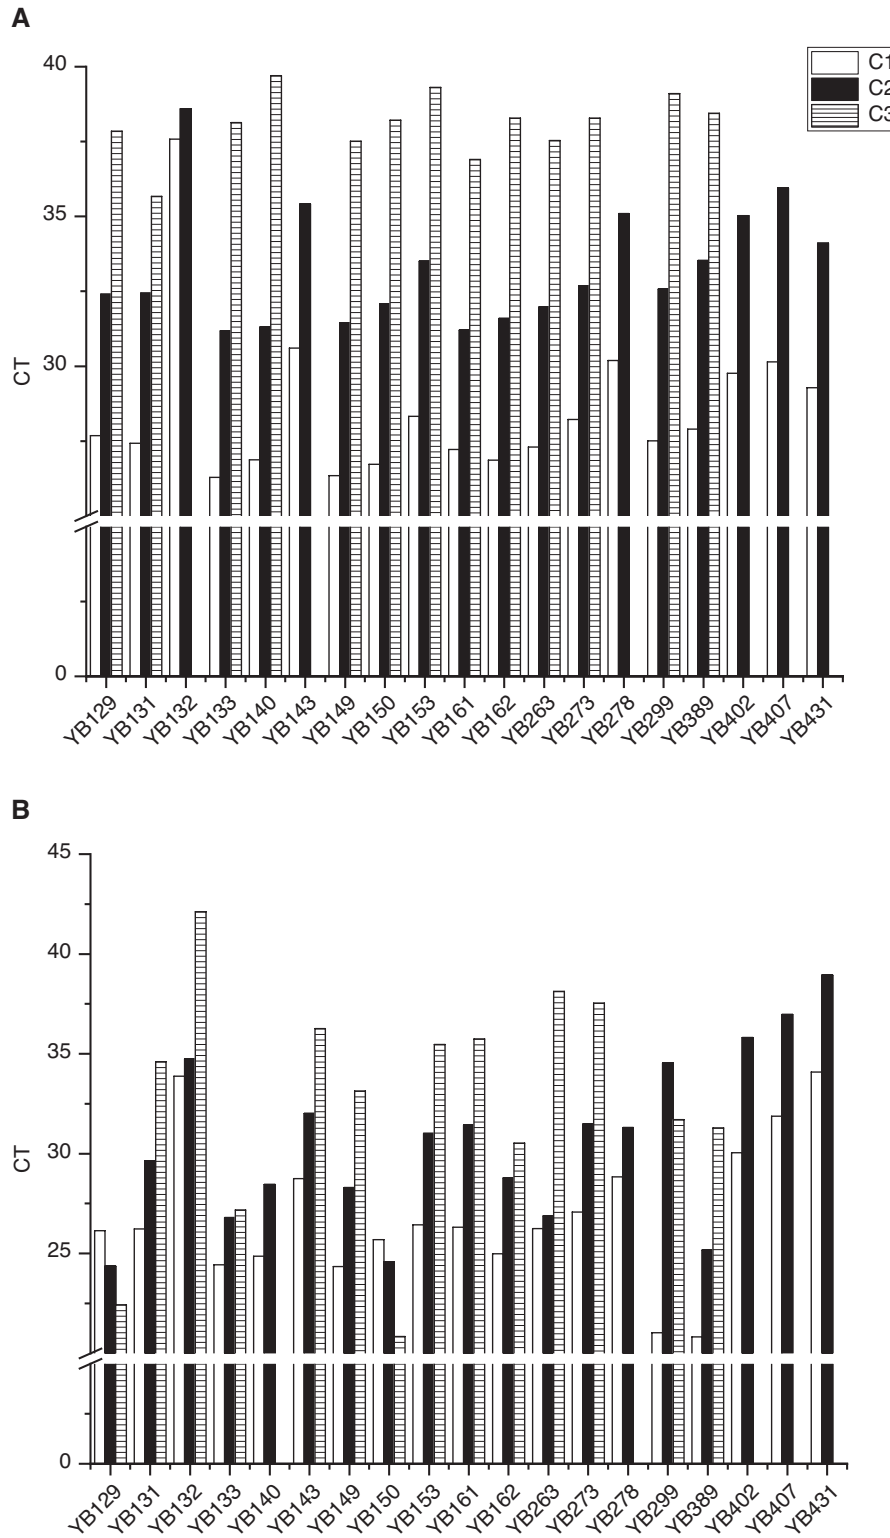 A
40
35
30
0
CT
C1
C2
C3
YB129
YB131
YB132
YB133
YB140
YB143
YB149
YB150
YB153
YB161
YB162
YB263
YB273
YB278
YB299
YB389
YB402
YB407
YB431
B
45
40
35
30
25
0
CT
YB129
YB131
YB132
YB133
YB140
YB143
YB149
YB150
YB153
YB161
YB162
YB263
YB273
YB278
YB299
YB389
YB402
YB407
YB431